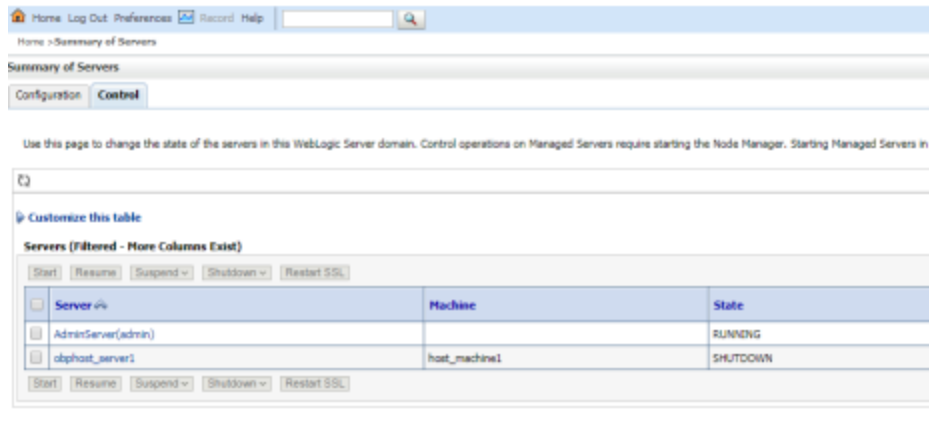 Home Log Out Preferences Record Help
Home >Summary of Servers
Summary of Servers
Configuration Control
Use this page to change the state of the servers in this WebLogic Server domain. Control operations on Managed Servers require starting the Node Manager. Starting Managed Servers in
Customize this table
Servers (Filtered - More Columns Exist)
Start Resume Suspend Shutdown Restart SSL
Server Machine State
AdminServer(admin) RUNNING
obphost_server1 host_machine1 SHUTDOWN
Start Resume Suspend Shutdown Restart SSL